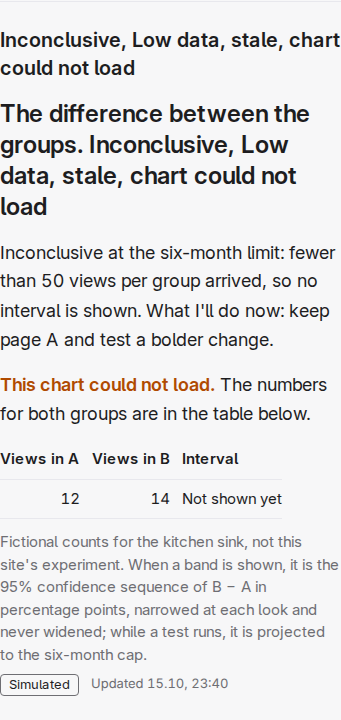 Inconclusive, Low data, stale, chart
could not load
The difference between the
groups. Inconclusive, Low
data, stale, chart could not
load
Inconclusive at the six-month limit: fewer
than 50 views per group arrived, so no
interval is shown. What I'll do now: keep
page A and test a bolder change.
This chart could not load. The numbers
for both groups are in the table below.
Views in A Views in B Interval
12 14 Not shown yet
Fictional counts for the kitchen sink, not this
site's experiment. When a band is shown, it is the
95% confidence sequence of B − A in
percentage points, narrowed at each look and
never widened; while a test runs, it is projected
to the six-month cap.
Simulated Updated 15.10, 23:40